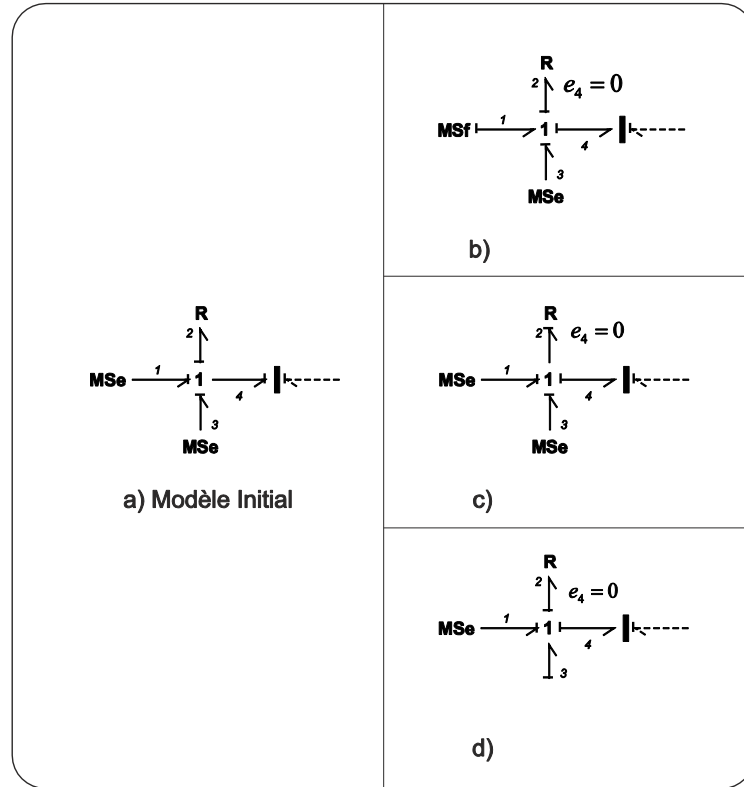 R
2
MSe
1
1
4
3
MSe
a) Modèle Initial
R
2
e₄ = 0
MSf
1
1
4
3
MSe
b)
R
2
e₄ = 0
MSe
1
1
4
3
MSe
c)
R
2
e₄ = 0
MSe
1
1
4
3
d)